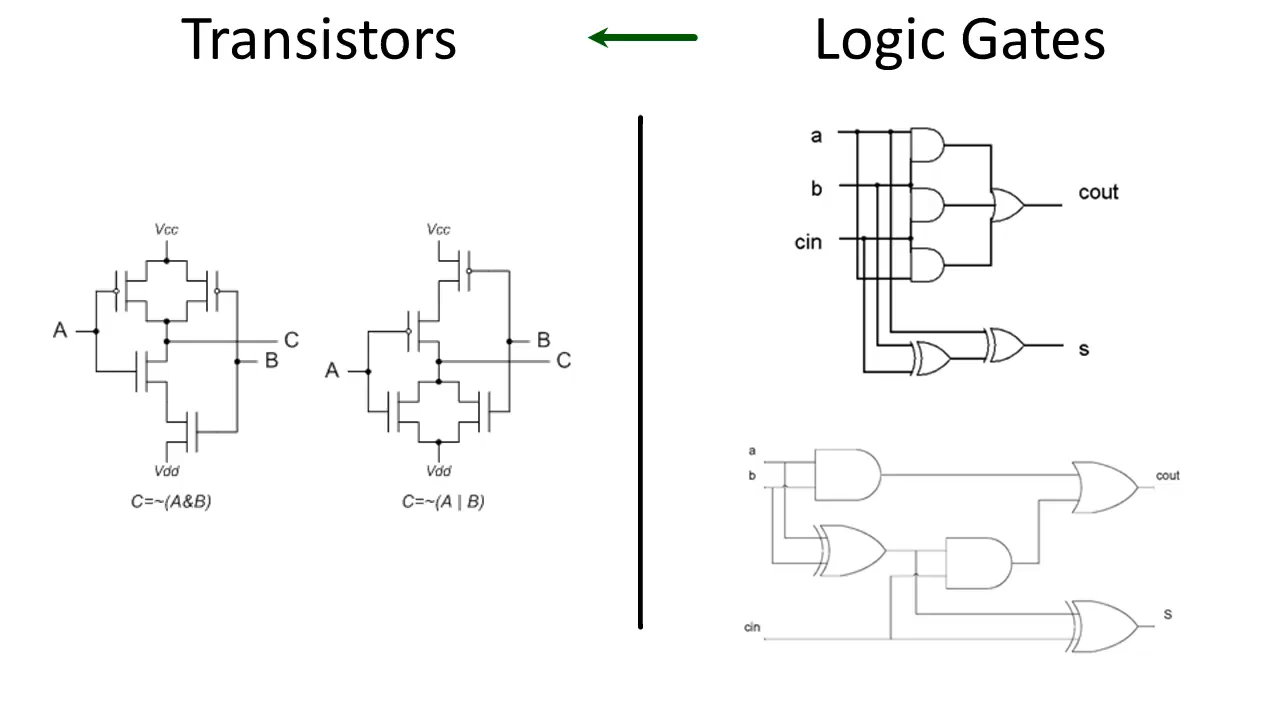 Transistors
Logic Gates
Vcc
A
C
B
Vdd
C=~(A&B)
Vcc
B
C
A
Vdd
C=~(A | B)
a
b
cin
cout
s
a
b
cout
s
cin